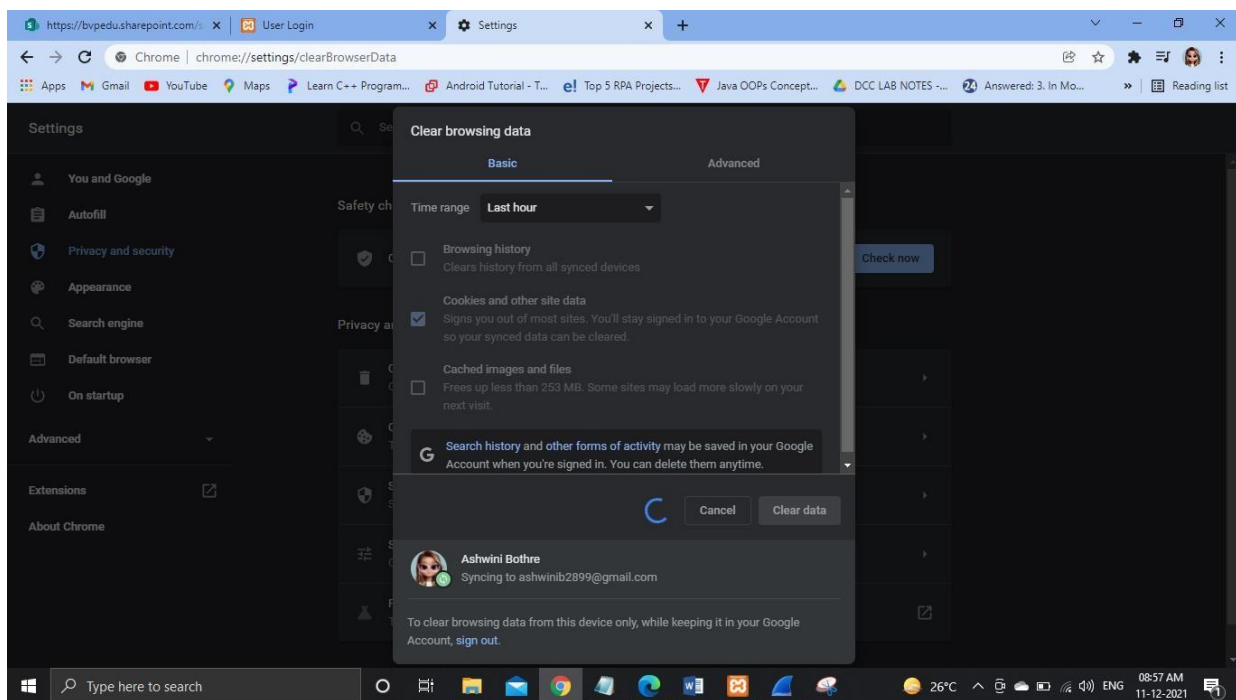 https://bvpedu.sharepoint.com/s
User Login
Settings
Chrome | chrome://settings/clearBrowserData
Apps
Gmail
YouTube
Maps
Learn C++ Program...
Android Tutorial - T...
Top 5 RPA Projects...
Java OOPs Concept...
DCC LAB NOTES -...
Answered: 3. In Mo...
»
Reading list
Settings
Se
Clear browsing data
Basic
Advanced
You and Google
Autofill
Privacy and security
Appearance
Search engine
Default browser
On startup
Advanced
Extensions
About Chrome
Safety ch
Check now
Privacy a
Time range
Last hour
Browsing history
Clears history from all synced devices
Cookies and other site data
Signs you out of most sites. You'll stay signed in to your Google Account
so your synced data can be cleared.
Cached images and files
Frees up less than 253 MB. Some sites may load more slowly on your
next visit.
Search history and other forms of activity may be saved in your Google
Account when you're signed in. You can delete them anytime.
Cancel
Clear data
Ashwini Bothre
Syncing to ashwinib2899@gmail.com
To clear browsing data from this device only, while keeping it in your Google
Account, sign out.
Type here to search
26°C
ENG
08:57 AM
11-12-2021